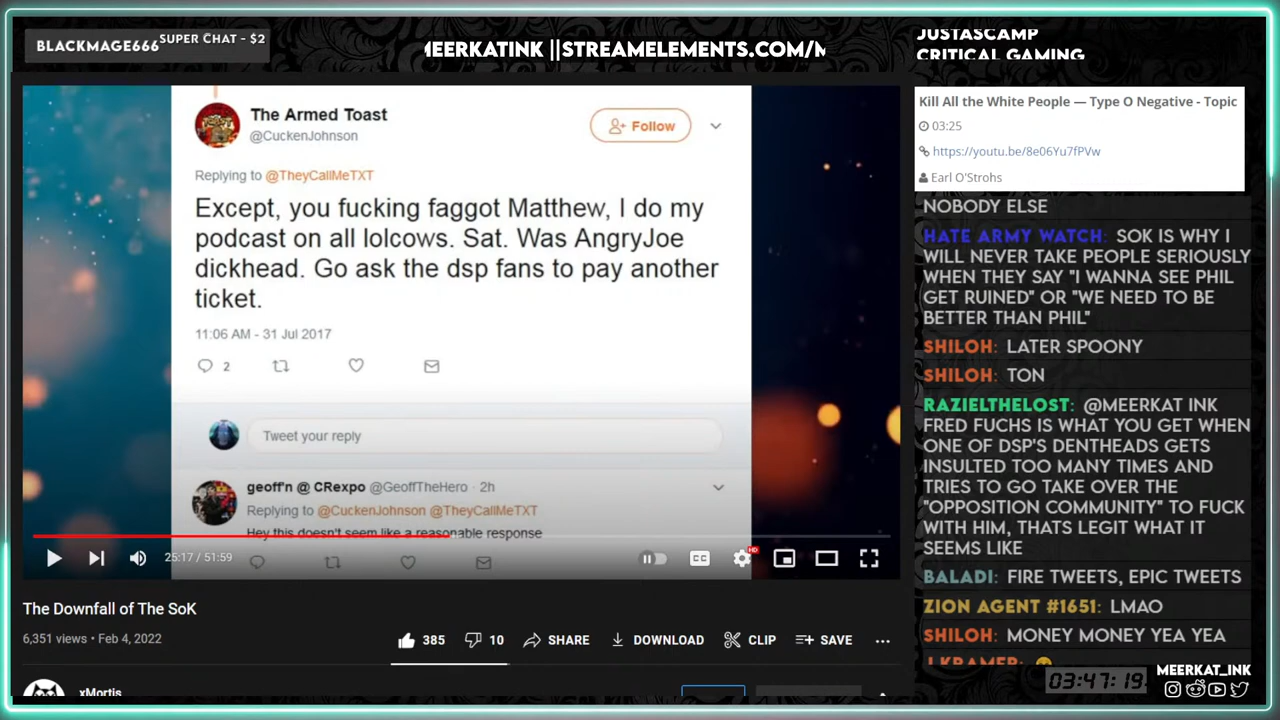 BLACKMAGE666 SUPER CHAT - $2
MEERKATINK ||STREAMELEMENTS.COM/M
JUSTASCAMP
CRITICAL GAMING
The Armed Toast
@CuckenJohnson
Follow
Replying to @TheyCallMeTXT
Except, you fucking faggot Matthew, I do my
podcast on all lolcows. Sat. Was AngryJoe
dickhead. Go ask the dsp fans to pay another
ticket.
11:06 AM - 31 Jul 2017
2
Tweet your reply
geoff'n @ CRexpo @GeoffTheHero · 2h
Replying to @CuckenJohnson @TheyCallMeTXT
Hey this doesn't seem like a reasonable response
25:17 / 51:59
CC
HD
The Downfall of The SoK
6,351 views • Feb 4, 2022
385
10
SHARE
DOWNLOAD
CLIP
SAVE
xMortis
Kill All the White People — Type O Negative - Topic
03:25
https://youtu.be/8e06Yu7fPVw
Earl O'Strohs
NOBODY ELSE
HATE ARMY WATCH: SOK IS WHY I
WILL NEVER TAKE PEOPLE SERIOUSLY
WHEN THEY SAY "I WANNA SEE PHIL
GET RUINED" OR "WE NEED TO BE
BETTER THAN PHIL"
SHILOH: LATER SPOONY
SHILOH: TON
RAZIELTHELOST: @MEERKAT INK
FRED FUCHS IS WHAT YOU GET WHEN
ONE OF DSP'S DENTHEADS GETS
INSULTED TOO MANY TIMES AND
TRIES TO GO TAKE OVER THE
"OPPOSITION COMMUNITY" TO FUCK
WITH HIM, THATS LEGIT WHAT IT
SEEMS LIKE
BALADI: FIRE TWEETS, EPIC TWEETS
ZION AGENT #1651: LMAO
SHILOH: MONEY MONEY YEA YEA
J KRAMER:
03:47:19
MEERKAT_INK